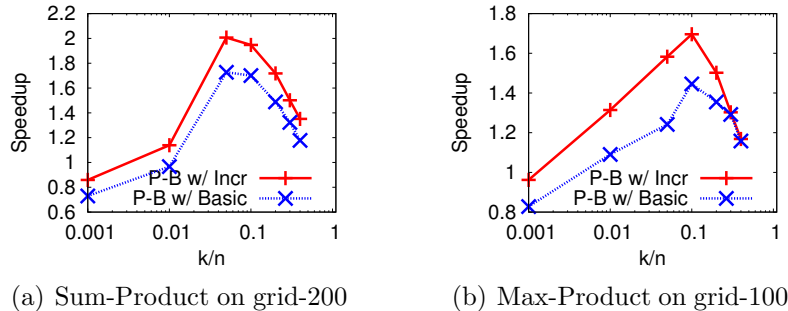 2.2
2
1.8
1.6
1.4
1.2
1
0.8
0.6
Speedup
P-B w/ Incr
P-B w/ Basic
0.001
0.01
0.1
1
k/n
(a) Sum-Product on grid-200
1.8
1.6
1.4
1.2
1
0.8
Speedup
P-B w/ Incr
P-B w/ Basic
0.001
0.01
0.1
1
k/n
(b) Max-Product on grid-100